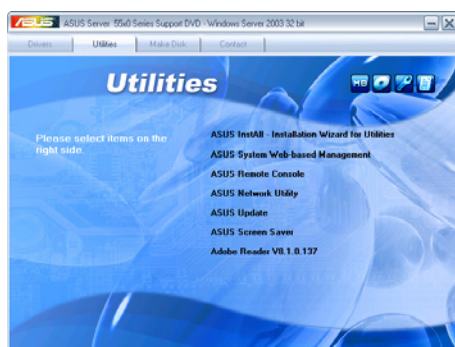 ASUS ASUS Server 55x0 Series Support DVD - Windows Server 2003 32 bit
Drivers Utilities Make Disk Contact
Utilities
Please select items on the
right side.
ASUS InstAll - Installation Wizard for Utilities
ASUS System Web-based Management
ASUS Remote Console
ASUS Network Utility
ASUS Update
ASUS Screen Saver
Adobe Reader V8.1.0.137